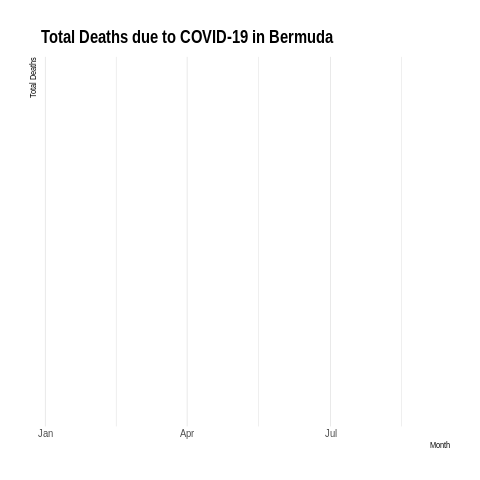 Total Deaths due to COVID-19 in Bermuda
Total Deaths
Jan Apr Jul
Month